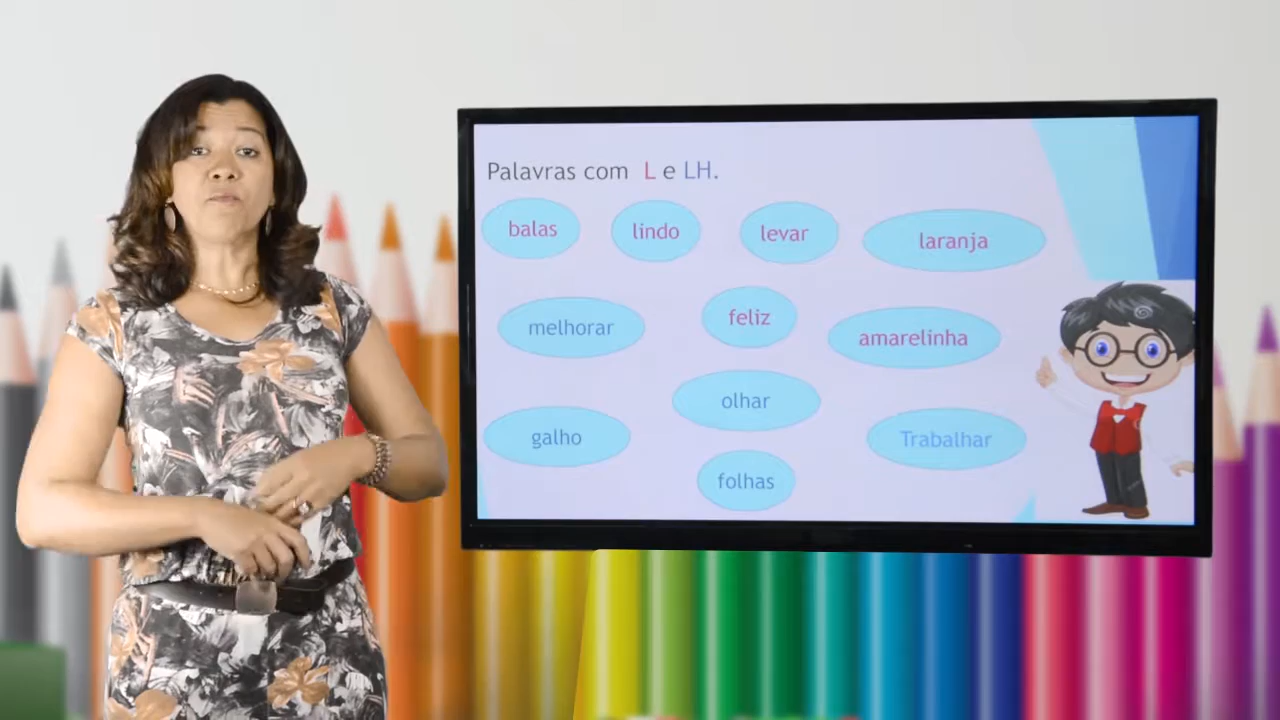 Palavras com L e LH.
balas lindo levar laranja
melhorar feliz amarelinha
galho olhar Trabalhar
folhas